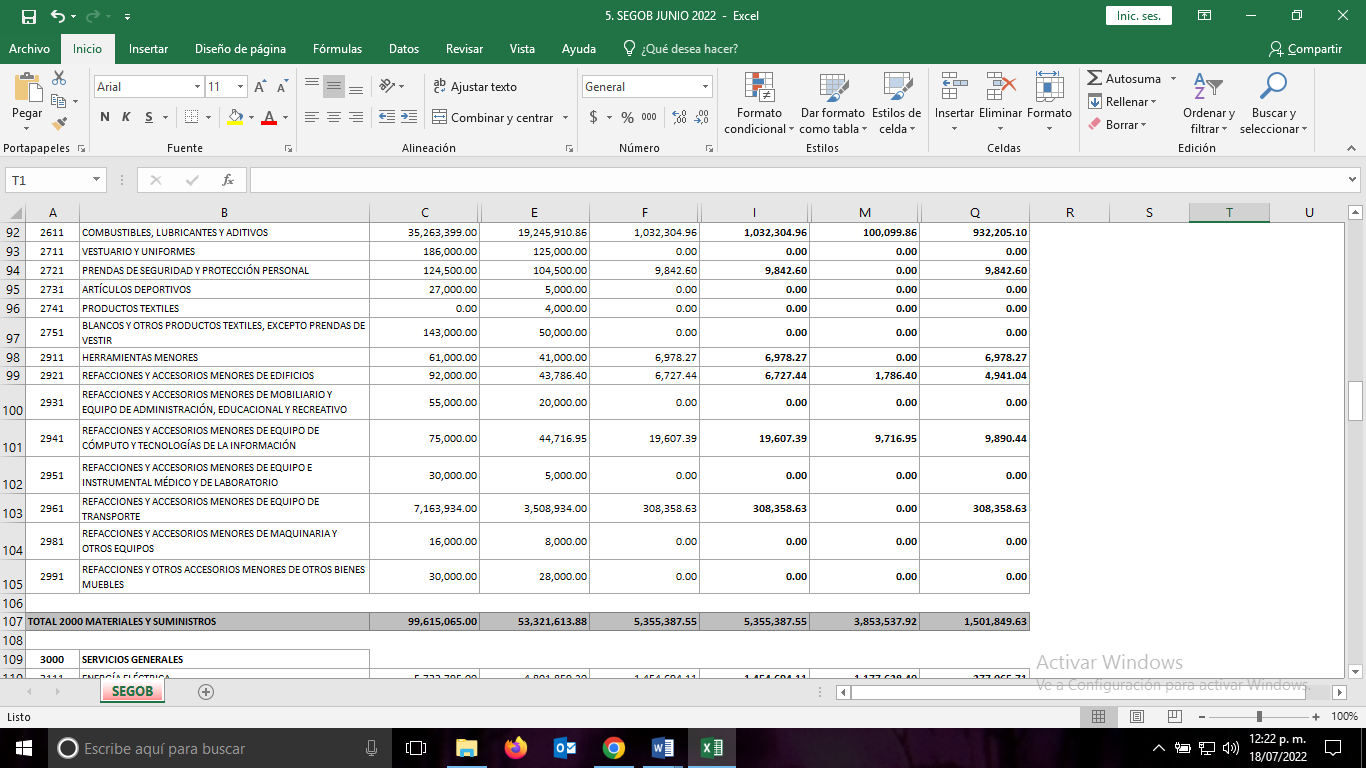 5. SEGOB JUNIO 2022 - Excel
Inic. ses.
Archivo Inicio Insertar Diseño de página Fórmulas Datos Revisar Vista Ayuda ¿Qué desea hacer? Compartir
Pegar
Arial 11
N K S
Ajustar texto
Combinar y centrar
General
$ % 000
Formato condicional
Dar formato como tabla
Estilos de celda
Insertar Eliminar Formato
Autosuma
Rellenar
Borrar
Ordenar y filtrar
Buscar y seleccionar
Portapapeles Fuente Alineación Número Estilos Celdas Edición
T1 fx
A B C E F I M Q R S T U
92 2611 COMBUSTIBLES, LUBRICANTES Y ADITIVOS 35,263,399.00 19,245,910.86 1,032,304.96 1,032,304.96 100,099.86 932,205.10
93 2711 VESTUARIO Y UNIFORMES 186,000.00 125,000.00 0.00 0.00 0.00 0.00
94 2721 PRENDAS DE SEGURIDAD Y PROTECCIÓN PERSONAL 124,500.00 104,500.00 9,842.60 9,842.60 0.00 9,842.60
95 2731 ARTÍCULOS DEPORTIVOS 27,000.00 5,000.00 0.00 0.00 0.00 0.00
96 2741 PRODUCTOS TEXTILES 0.00 4,000.00 0.00 0.00 0.00 0.00
97 2751 BLANCOS Y OTROS PRODUCTOS TEXTILES, EXCEPTO PRENDAS DE
VESTIR 143,000.00 50,000.00 0.00 0.00 0.00 0.00
98 2911 HERRAMIENTAS MENORES 61,000.00 41,000.00 6,978.27 6,978.27 0.00 6,978.27
99 2921 REFACCIONES Y ACCESORIOS MENORES DE EDIFICIOS 92,000.00 43,786.40 6,727.44 6,727.44 1,786.40 4,941.04
100 2931 REFACCIONES Y ACCESORIOS MENORES DE MOBILIARIO Y
EQUIPO DE ADMINISTRACIÓN, EDUCACIONAL Y RECREATIVO 55,000.00 20,000.00 0.00 0.00 0.00 0.00
101 2941 REFACCIONES Y ACCESORIOS MENORES DE EQUIPO DE
CÓMPUTO Y TECNOLOGÍAS DE LA INFORMACIÓN 75,000.00 44,716.95 19,607.39 19,607.39 9,716.95 9,890.44
102 2951 REFACCIONES Y ACCESORIOS MENORES DE EQUIPO E
INSTRUMENTAL MÉDICO Y DE LABORATORIO 30,000.00 5,000.00 0.00 0.00 0.00 0.00
103 2961 REFACCIONES Y ACCESORIOS MENORES DE EQUIPO DE
TRANSPORTE 7,163,934.00 3,508,934.00 308,358.63 308,358.63 0.00 308,358.63
104 2981 REFACCIONES Y ACCESORIOS MENORES DE MAQUINARIA Y
OTROS EQUIPOS 16,000.00 8,000.00 0.00 0.00 0.00 0.00
105 2991 REFACCIONES Y OTROS ACCESORIOS MENORES DE OTROS BIENES
MUEBLES 30,000.00 28,000.00 0.00 0.00 0.00 0.00
106
107 TOTAL 2000 MATERIALES Y SUMINISTROS 99,615,065.00 53,321,613.88 5,355,387.55 5,355,387.55 3,853,537.92 1,501,849.63
108
109 3000 SERVICIOS GENERALES
Activar Windows
Ve a Configuración para activar Windows.
SEGOB
Listo 100%
Escribe aquí para buscar
12:22 p. m.
18/07/2022